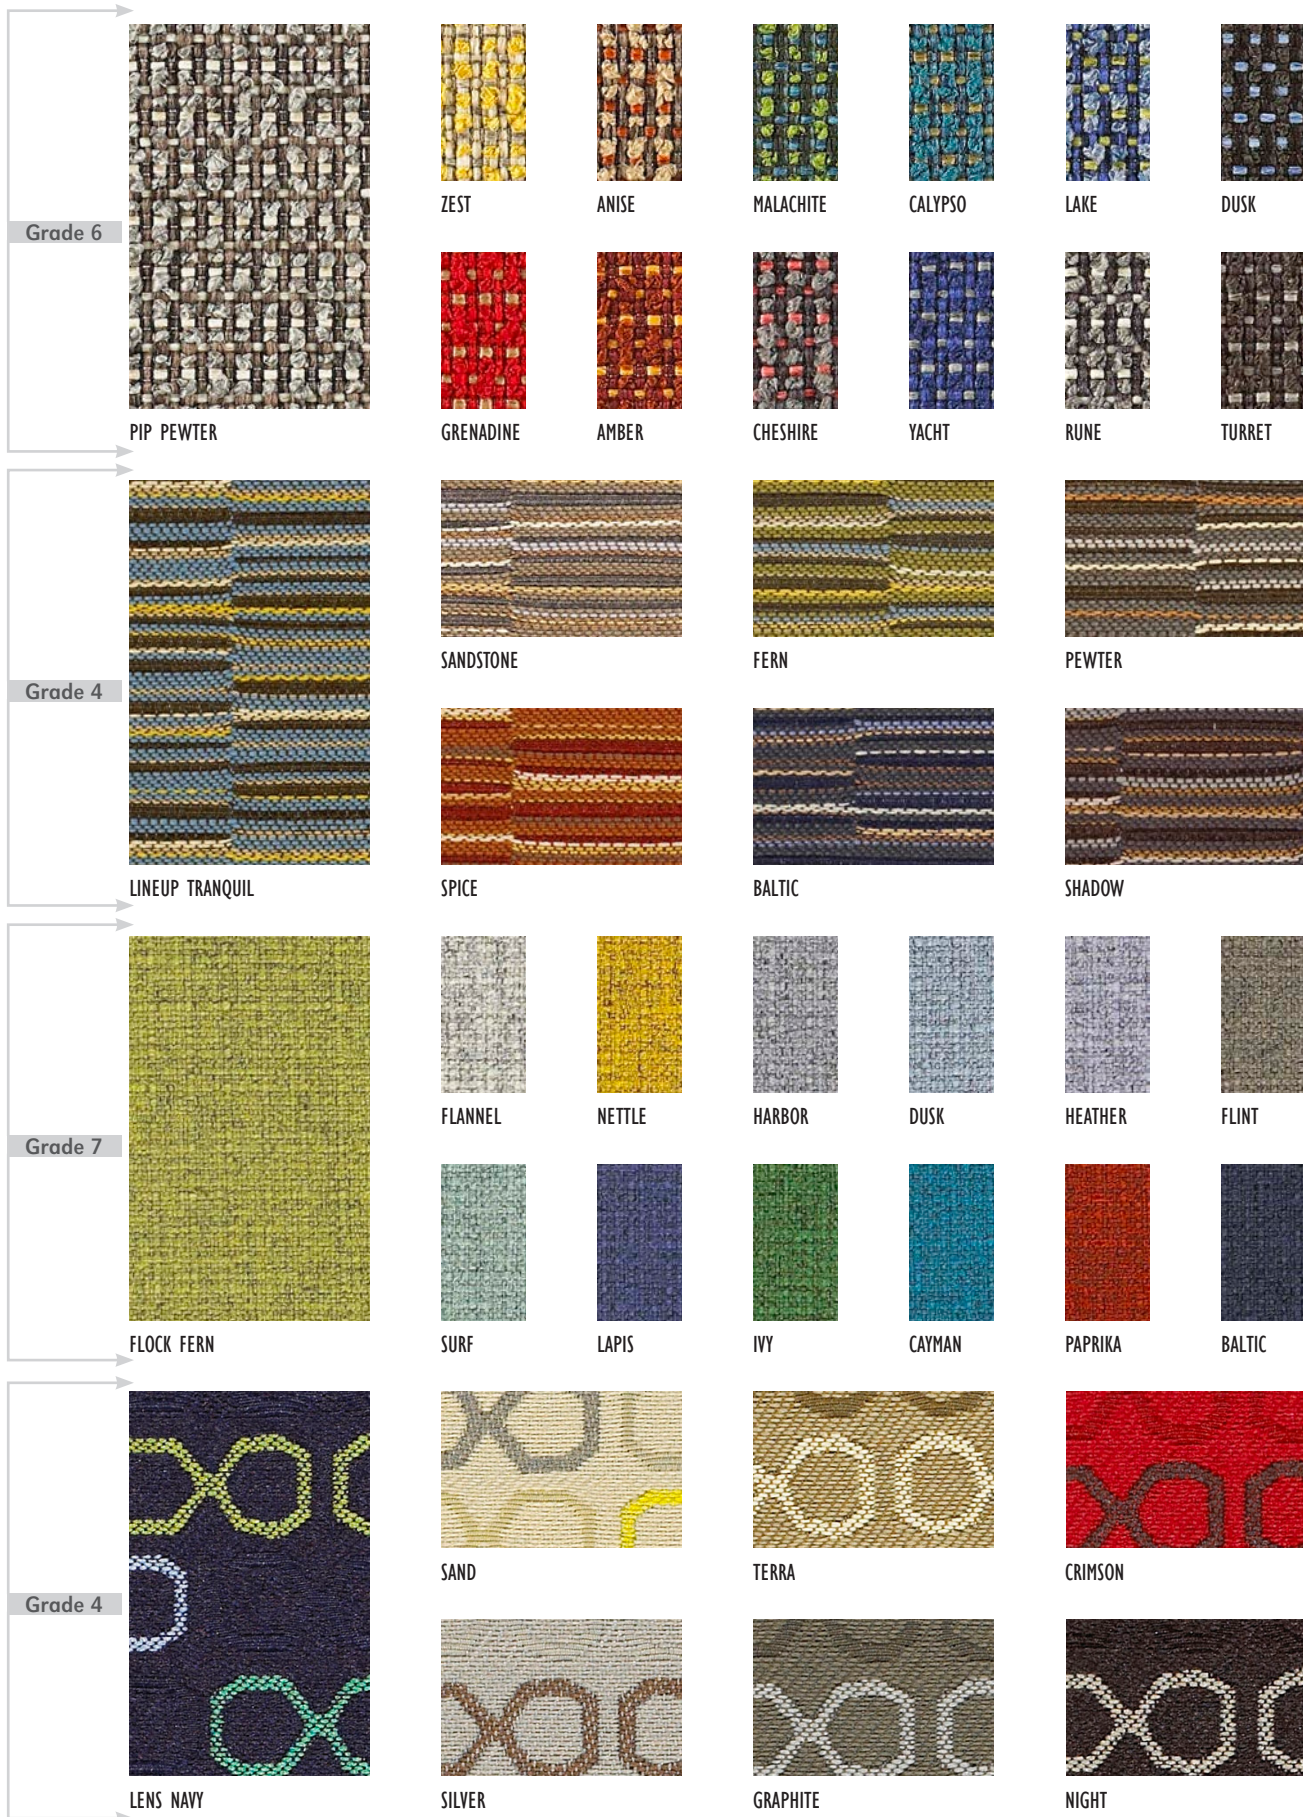 ZEST ANISE MALACHITE CALYPSO LAKE DUSK
Grade 6
PIP PEWTER GRENADINE AMBER CHESHIRE YACHT RUNE TURRET
SANDSTONE FERN PEWTER
Grade 4
LINEUP TRANQUIL SPICE BALTIC SHADOW
FLANNEL NETTLE HARBOR DUSK HEATHER FLINT
Grade 7
FLOCK FERN SURF LAPIS IVY CAYMAN PAPRIKA BALTIC
SAND TERRA CRIMSON
Grade 4
LENS NAVY SILVER GRAPHITE NIGHT